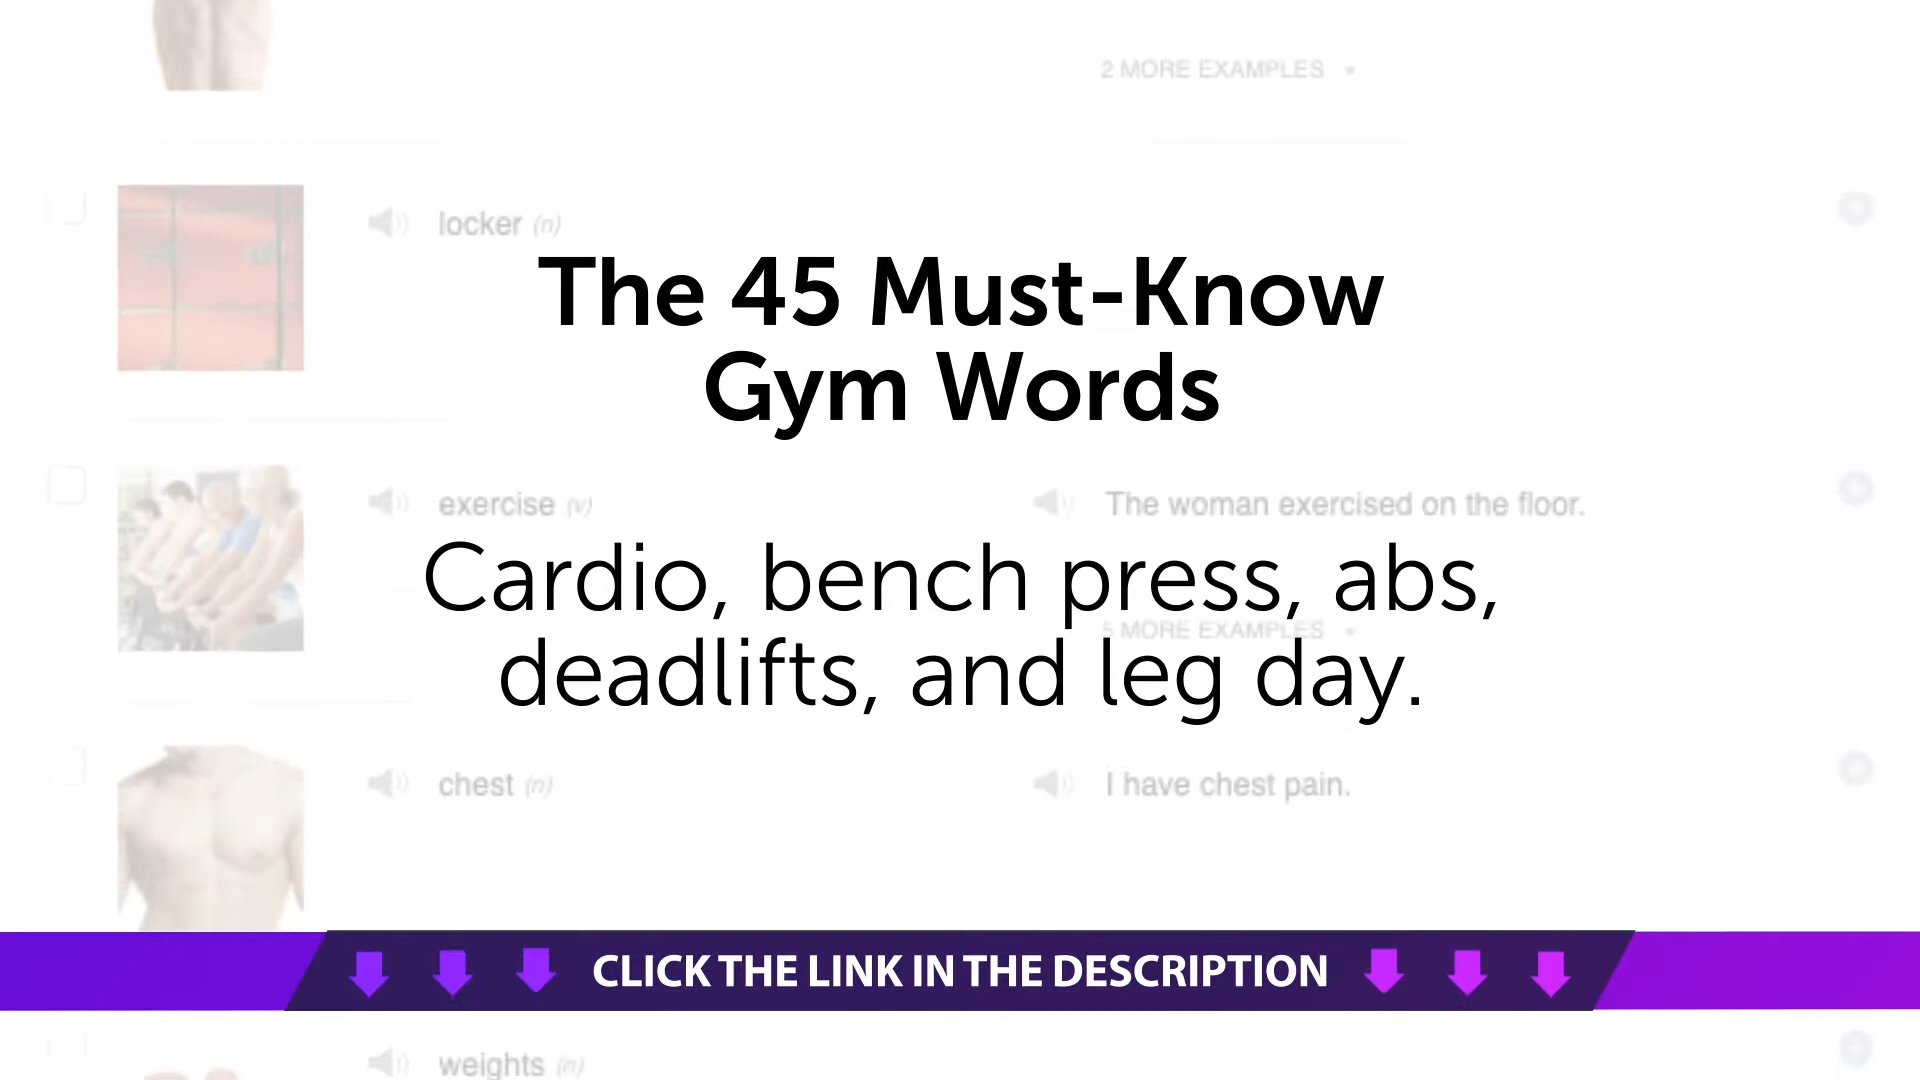 2 MORE EXAMPLES
locker (n)
The 45 Must-Know
Gym Words
exercise (v)
The woman exercised on the floor.
Cardio, bench press, abs,
5 MORE EXAMPLES
deadlifts, and leg day.
chest (n)
I have chest pain.
CLICK THE LINK IN THE DESCRIPTION
weights (n)